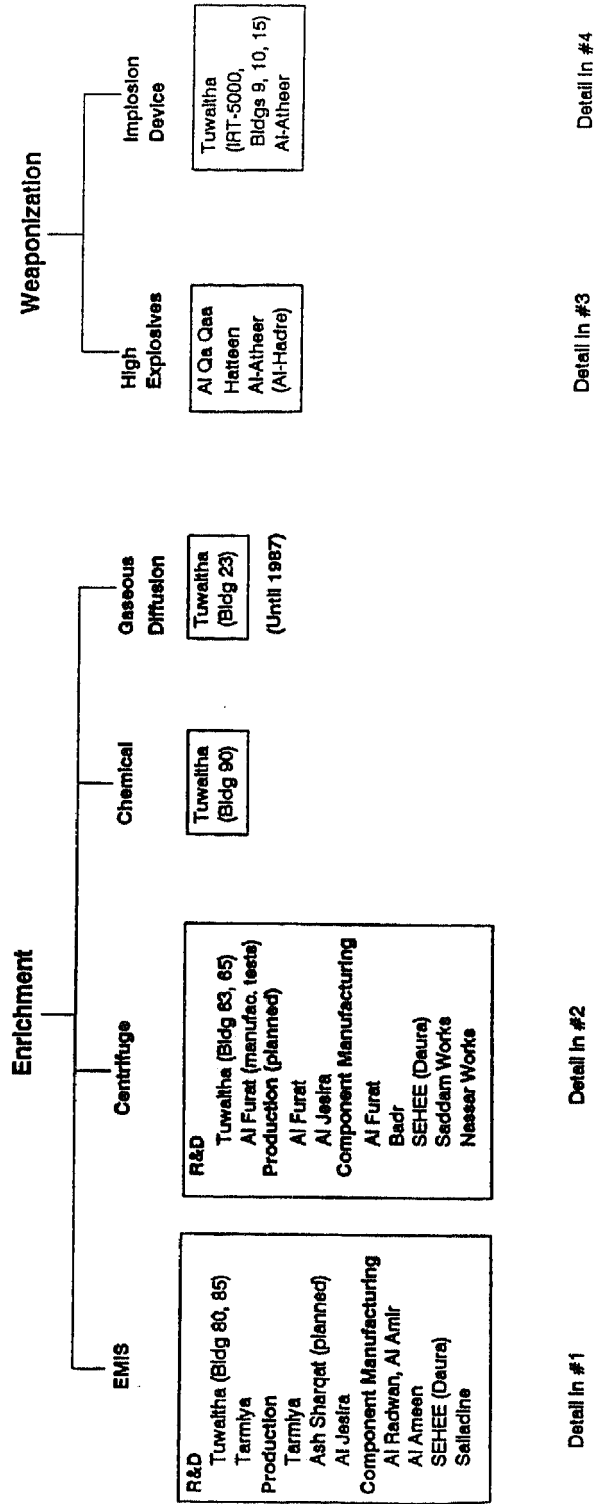 Enrichment
EMIS
R&D
Tuwaitha (Bldg 80, 85)
Tarmiya
Production
Tarmiya
Ash Sharqat (planned)
Al Jesira
Component Manufacturing
Al Radwan, Al Amir
Al Ameen
SEHEE (Daura)
Salladine
Detail in #1
Centrifuge
R&D
Tuwaitha (Bldg 63, 65)
Al Furat (manufac. tests)
Production (planned)
Al Furat
Al Jesira
Component Manufacturing
Al Furat
Badr
SEHEE (Daura)
Saddam Works
Nassar Works
Detail in #2
Chemical
Tuwaitha
(Bldg 90)
Gaseous
Diffusion
Tuwaitha
(Bldg 23)
(Until 1987)
Weaponization
High
Explosives
Al Qa Qaa
Hatteen
Al-Atheer
(Al-Hadre)
Detail in #3
Implosion
Device
Tuwaitha
(IRT-5000,
Bldgs 9, 10, 15)
Al-Atheer
Detail in #4